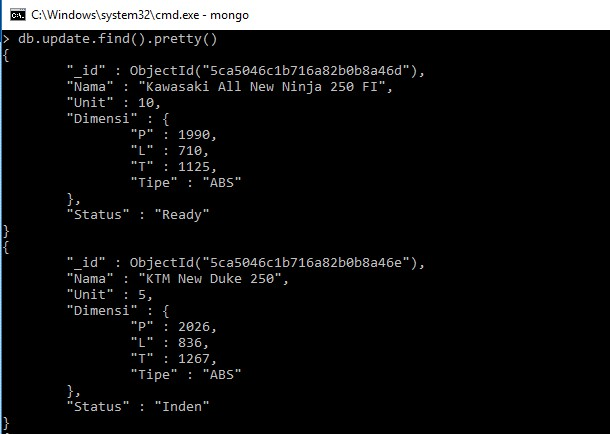 C:\Windows\system32\cmd.exe - mongo
> db.update.find().pretty()
{
        "_id" : ObjectId("5ca5046c1b716a82b0b8a46d"),
        "Nama" : "Kawasaki All New Ninja 250 FI",
        "Unit" : 10,
        "Dimensi" : {
                "P" : 1990,
                "L" : 710,
                "T" : 1125,
                "Tipe" : "ABS"
        },
        "Status" : "Ready"
}
{
        "_id" : ObjectId("5ca5046c1b716a82b0b8a46e"),
        "Nama" : "KTM New Duke 250",
        "Unit" : 5,
        "Dimensi" : {
                "P" : 2026,
                "L" : 836,
                "T" : 1267,
                "Tipe" : "ABS"
        },
        "Status" : "Inden"
}